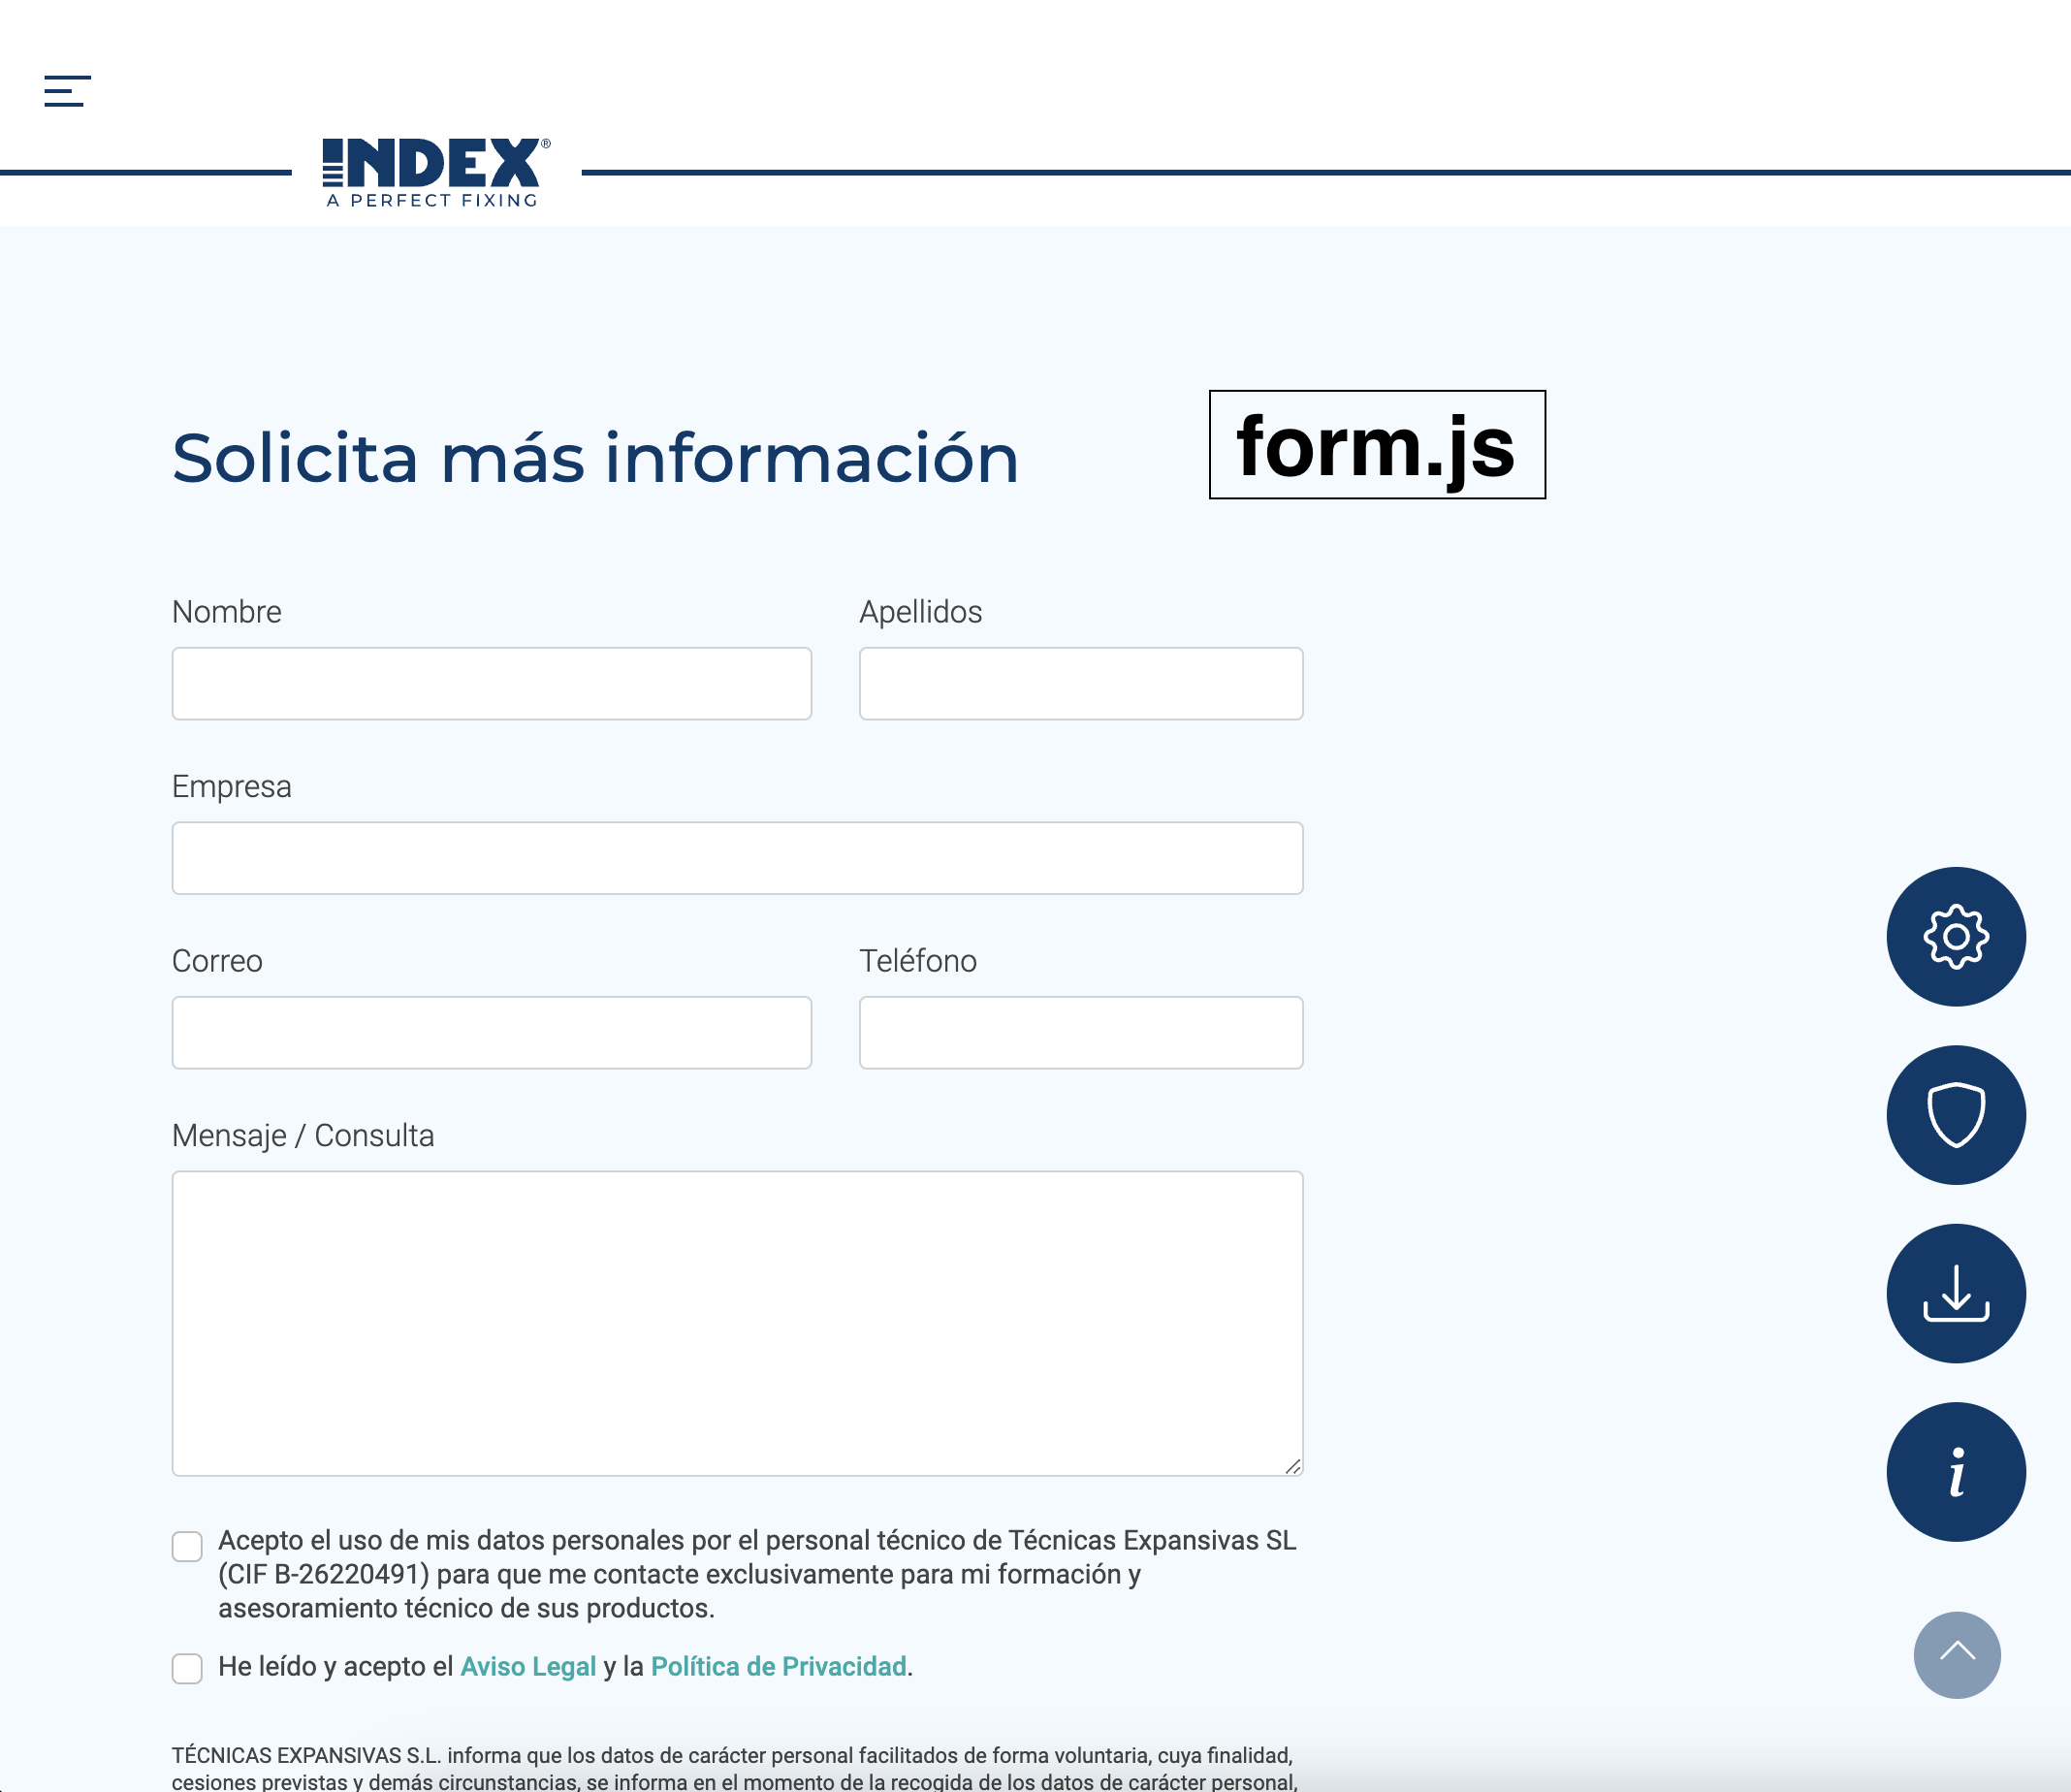 INDEX®
A PERFECT FIXING
Solicita más información
form.js
Nombre
Apellidos
Empresa
Correo
Teléfono
Mensaje / Consulta
Acepto el uso de mis datos personales por el personal técnico de Técnicas Expansivas SL
(CIF B-26220491) para que me contacte exclusivamente para mi formación y
asesoramiento técnico de sus productos.
He leído y acepto el Aviso Legal y la Política de Privacidad.
TÉCNICAS EXPANSIVAS S.L. informa que los datos de carácter personal facilitados de forma voluntaria, cuya finalidad,
cesiones previstas y demás circunstancias, se informa en el momento de la recogida de los datos de carácter personal,